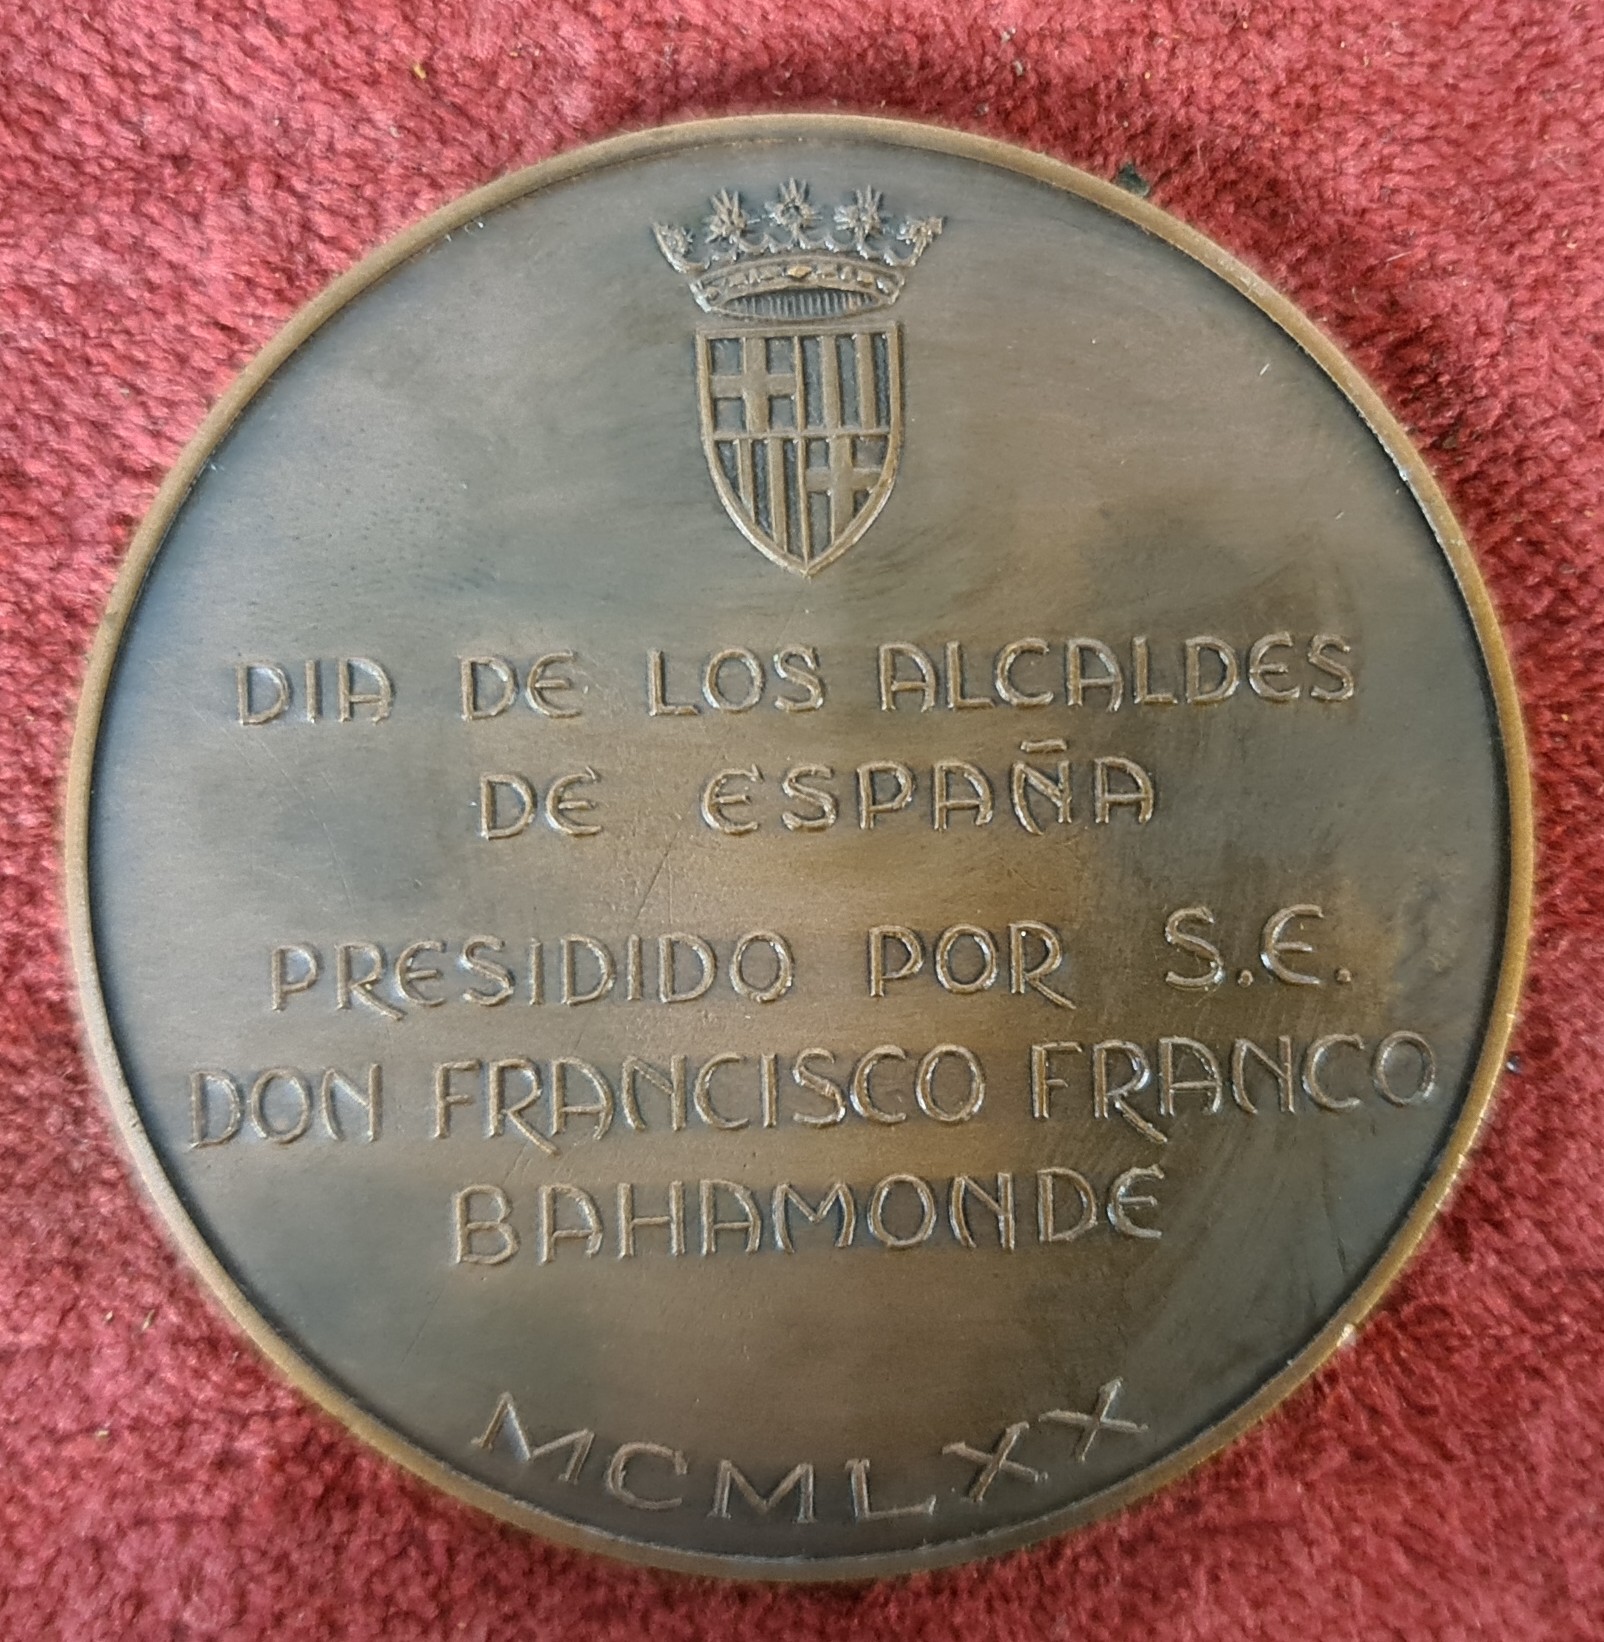 DIA DE LOS ALCALDES
DE ESPAÑA
PRESIDIDO POR S.E.
DON FRANCISCO FRANCO
BAHAMONDE
MCMLXX